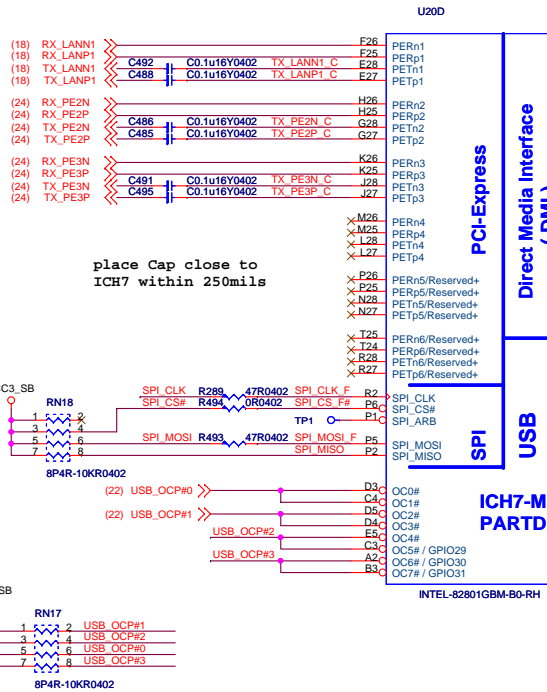 U20D
(18) RX_LANN1 F26 PERn1
(18) RX_LANP1 F25 PERp1
(18) TX_LANN1 C492 C0.1u16Y0402 TX_LANN1_C E28 PETn1
(18) TX_LANP1 C488 C0.1u16Y0402 TX_LANP1_C E27 PETp1
(24) RX_PE2N H26 PERn2
(24) RX_PE2P H25 PERp2
(24) TX_PE2N C486 C0.1u16Y0402 TX_PE2N_C G28 PETn2
(24) TX_PE2P C485 C0.1u16Y0402 TX_PE2P_C G27 PETp2
(24) RX_PE3N K26 PERn3
(24) RX_PE3P K25 PERp3
(24) TX_PE3N C491 C0.1u16Y0402 TX_PE3N_C J28 PETn3
(24) TX_PE3P C495 C0.1u16Y0402 TX_PE3P_C J27 PETp3
M26 PERn4
M25 PERp4
L28 PETn4
L27 PETp4
P26 PERn5/Reserved+
P25 PERp5/Reserved+
N28 PETn5/Reserved+
N27 PETp5/Reserved+
T25 PERn6/Reserved+
T24 PERp6/Reserved+
R28 PETn6/Reserved+
R27 PETp6/Reserved+
PCI-Express
Direct Media Interface
place Cap close to
ICH7 within 250mils
C3_SB
RN18
1 2
3 4
5 6
7 8
8P4R-10KR0402
SPI_CLK R289 47R0402 SPI_CLK_F R2 SPI_CLK
SPI_CS# R494 0R0402 SPI_CS_F# P6 SPI_CS#
TP1 P1 SPI_ARB
SPI_MOSI R493 47R0402 SPI_MOSI_F P5 SPI_MOSI
SPI_MISO P2 SPI_MISO
SPI
USB
(22) USB_OCP#0 D3 OC0#
C4 OC1#
(22) USB_OCP#1 D5 OC2#
D4 OC3#
USB_OCP#2 E5 OC4#
C3 OC5# / GPIO29
USB_OCP#3 A2 OC6# / GPIO30
B3 OC7# / GPIO31
ICH7-M
PARTD
INTEL-82801GBM-B0-RH
SB
RN17
1 2 USB_OCP#1
3 4 USB_OCP#2
5 6 USB_OCP#0
7 8 USB_OCP#3
8P4R-10KR0402